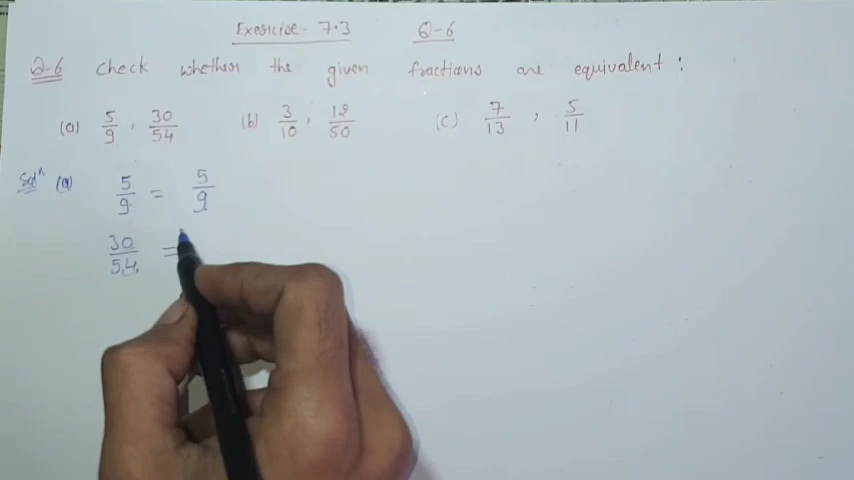 Exercise - 7.3 Q-6
Q-6 Check whether the given fractions are equivalent :
(a) 5/9 , 30/54 (b) 3/10 , 12/50 (c) 7/13 , 5/11
Solⁿ (a) 5/9 = 5/9
30/54 =